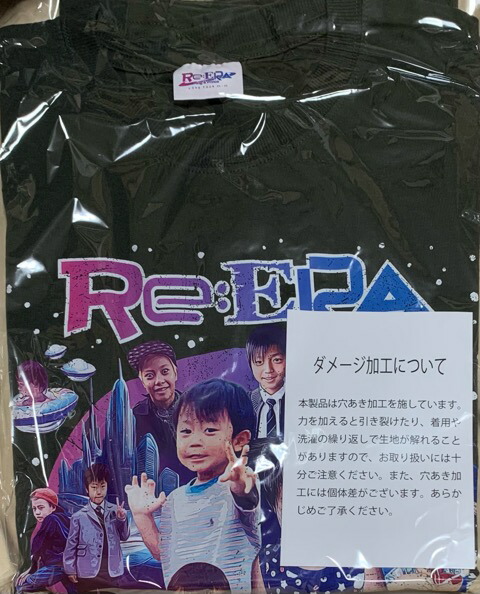 Re:ERA
Re:ERA
ダメージ加工について
本製品は穴あき加工を施しています。
力を加えると引き裂けたり、着用や
洗濯の繰り返しで生地が解れること
がありますので、お取り扱いには十
分ご注意ください。また、穴あき加
工には個体差がございます。あらか
じめご了承ください。